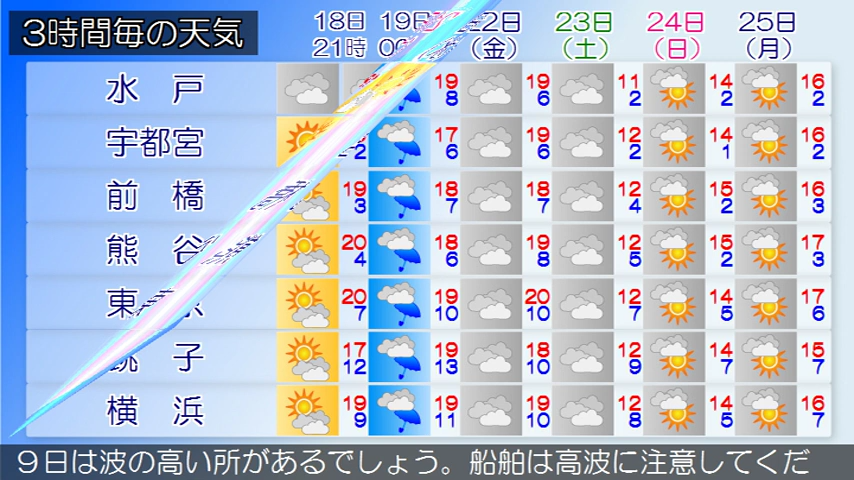 3時間毎の天気
18日 19日 22日 23日 24日 25日
21時 (金) (土) (日) (月)
水戸 19 8 19 6 11 2 14 2 16 2
宇都宮 2 17 6 19 6 12 2 14 1 16 2
前橋 19 3 18 7 18 7 12 4 15 2 16 3
熊谷 20 4 18 6 19 8 12 5 15 2 17 3
東京 20 7 19 10 20 10 12 7 14 5 17 6
銚子 17 12 19 13 18 10 12 9 14 7 15 7
横浜 19 9 19 11 19 10 12 8 14 5 16 7
9日は波の高い所があるでしょう。船舶は高波に注意してくだ